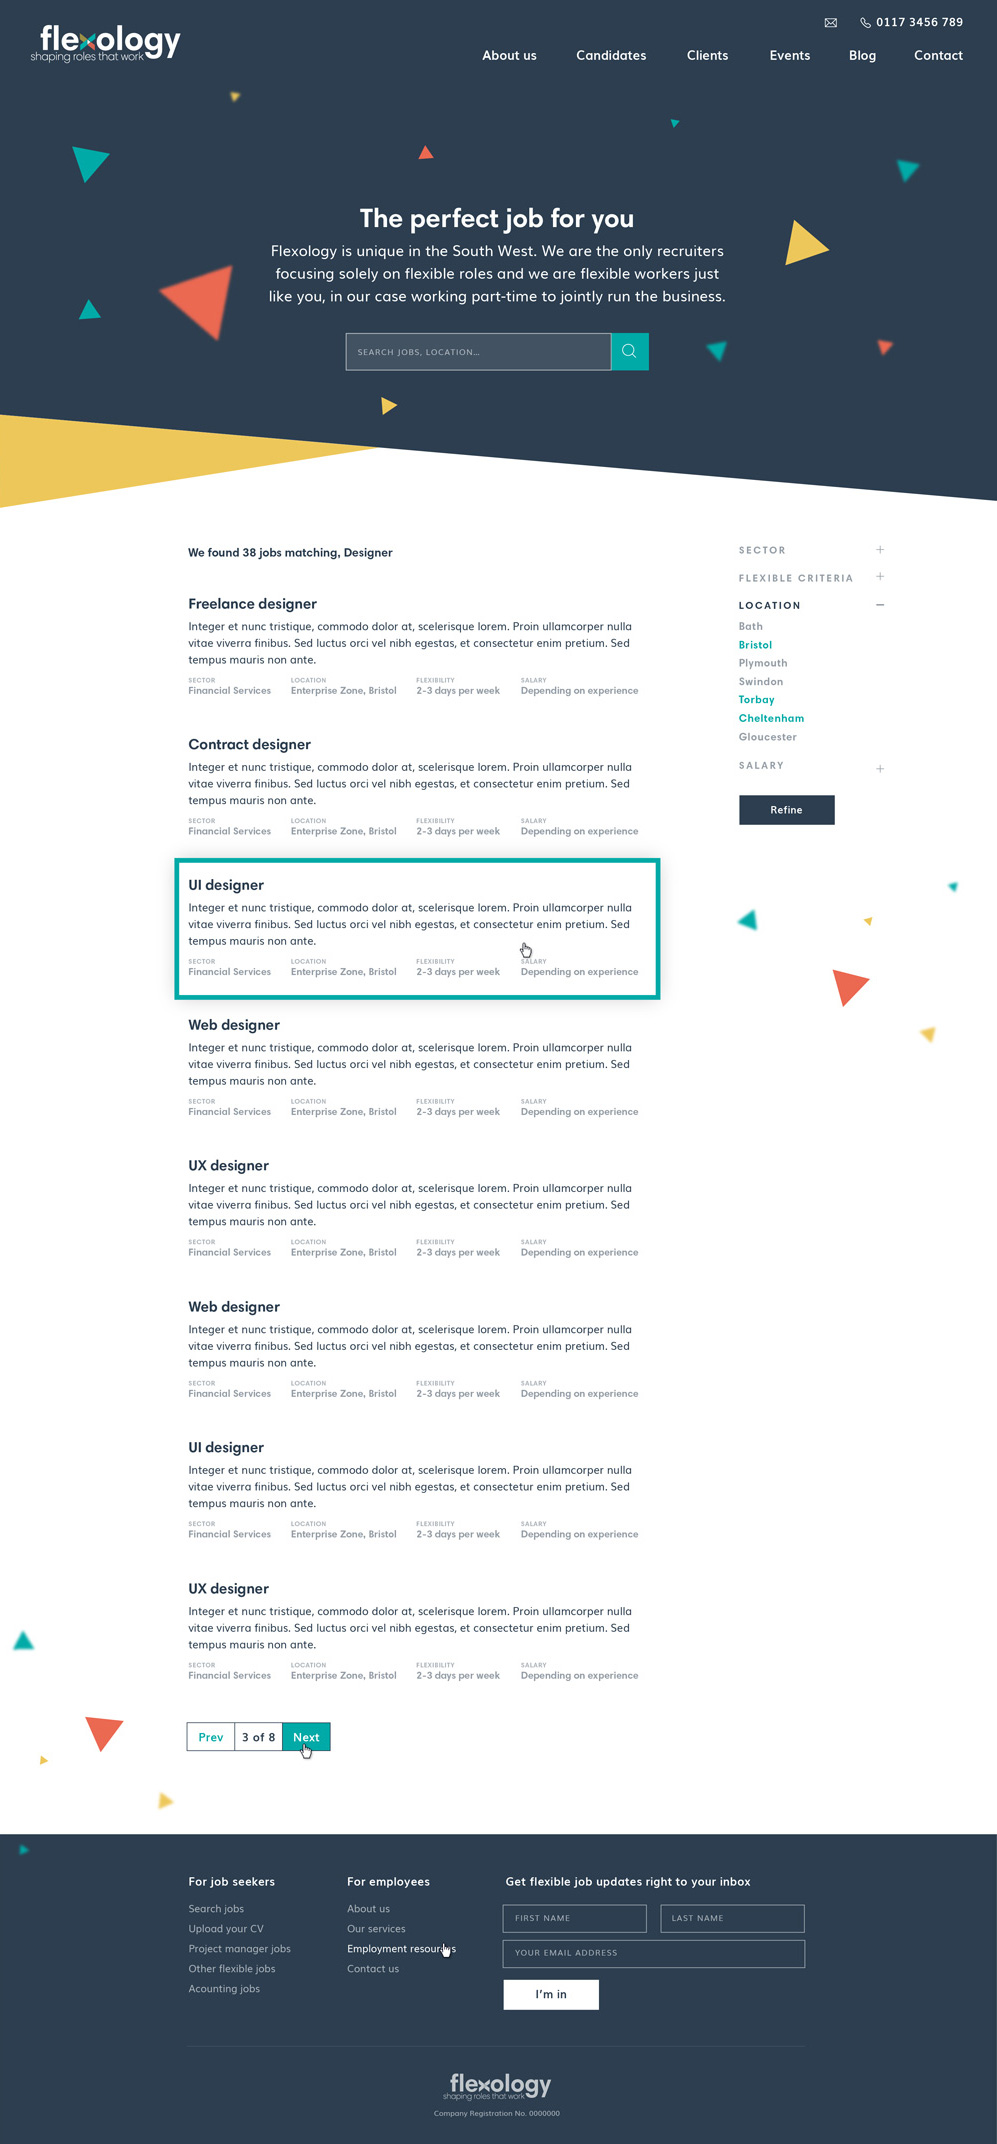 flexology
shaping roles that work
0117 3456 789
About us Candidates Clients Events Blog Contact
The perfect job for you
Flexology is unique in the South West. We are the only recruiters
focusing solely on flexible roles and we are flexible workers just
like you, in our case working part-time to jointly run the business.
SEARCH JOBS, LOCATION...
We found 38 jobs matching, Designer
Freelance designer
Integer et nunc tristique, commodo dolor at, scelerisque lorem. Proin ullamcorper nulla
vitae viverra finibus. Sed luctus orci vel nibh egestas, et consectetur enim pretium. Sed
tempus mauris non ante.
SECTOR LOCATION FLEXIBILITY SALARY
Financial Services Enterprise Zone, Bristol 2-3 days per week Depending on experience
Contract designer
Integer et nunc tristique, commodo dolor at, scelerisque lorem. Proin ullamcorper nulla
vitae viverra finibus. Sed luctus orci vel nibh egestas, et consectetur enim pretium. Sed
tempus mauris non ante.
SECTOR LOCATION FLEXIBILITY SALARY
Financial Services Enterprise Zone, Bristol 2-3 days per week Depending on experience
UI designer
Integer et nunc tristique, commodo dolor at, scelerisque lorem. Proin ullamcorper nulla
vitae viverra finibus. Sed luctus orci vel nibh egestas, et consectetur enim pretium. Sed
tempus mauris non ante.
SECTOR LOCATION FLEXIBILITY SALARY
Financial Services Enterprise Zone, Bristol 2-3 days per week Depending on experience
Web designer
Integer et nunc tristique, commodo dolor at, scelerisque lorem. Proin ullamcorper nulla
vitae viverra finibus. Sed luctus orci vel nibh egestas, et consectetur enim pretium. Sed
tempus mauris non ante.
SECTOR LOCATION FLEXIBILITY SALARY
Financial Services Enterprise Zone, Bristol 2-3 days per week Depending on experience
UX designer
Integer et nunc tristique, commodo dolor at, scelerisque lorem. Proin ullamcorper nulla
vitae viverra finibus. Sed luctus orci vel nibh egestas, et consectetur enim pretium. Sed
tempus mauris non ante.
SECTOR LOCATION FLEXIBILITY SALARY
Financial Services Enterprise Zone, Bristol 2-3 days per week Depending on experience
Web designer
Integer et nunc tristique, commodo dolor at, scelerisque lorem. Proin ullamcorper nulla
vitae viverra finibus. Sed luctus orci vel nibh egestas, et consectetur enim pretium. Sed
tempus mauris non ante.
SECTOR LOCATION FLEXIBILITY SALARY
Financial Services Enterprise Zone, Bristol 2-3 days per week Depending on experience
UI designer
Integer et nunc tristique, commodo dolor at, scelerisque lorem. Proin ullamcorper nulla
vitae viverra finibus. Sed luctus orci vel nibh egestas, et consectetur enim pretium. Sed
tempus mauris non ante.
SECTOR LOCATION FLEXIBILITY SALARY
Financial Services Enterprise Zone, Bristol 2-3 days per week Depending on experience
UX designer
Integer et nunc tristique, commodo dolor at, scelerisque lorem. Proin ullamcorper nulla
vitae viverra finibus. Sed luctus orci vel nibh egestas, et consectetur enim pretium. Sed
tempus mauris non ante.
SECTOR LOCATION FLEXIBILITY SALARY
Financial Services Enterprise Zone, Bristol 2-3 days per week Depending on experience
Prev 3 of 8 Next
SECTOR +
FLEXIBLE CRITERIA +
LOCATION −
Bath
Bristol
Plymouth
Swindon
Torbay
Cheltenham
Gloucester
SALARY +
Refine
For job seekers
Search jobs
Upload your CV
Project manager jobs
Other flexible jobs
Acounting jobs
For employees
About us
Our services
Employment resources
Contact us
Get flexible job updates right to your inbox
FIRST NAME LAST NAME
YOUR EMAIL ADDRESS
I'm in
flexology
shaping roles that work
Company Registration No. 0000000